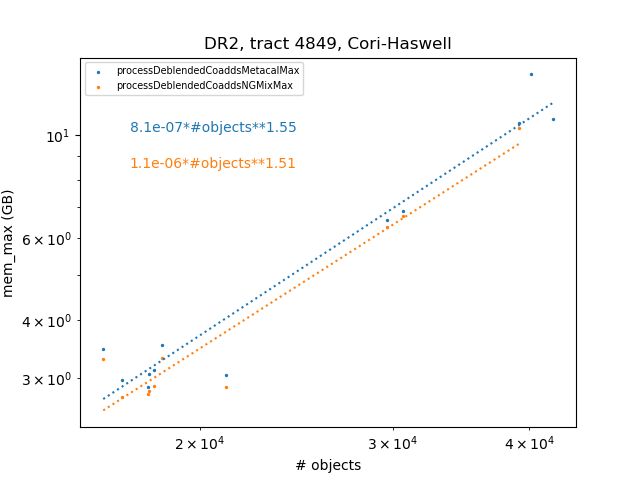 DR2, tract 4849, Cori-Haswell
processDeblendedCoaddsMetacalMax
processDeblendedCoaddsNGMixMax
8.1e-07*#objects**1.55
1.1e-06*#objects**1.51
mem_max (GB)
10¹
6 × 10⁰
4 × 10⁰
3 × 10⁰
2 × 10⁴
3 × 10⁴
4 × 10⁴
# objects